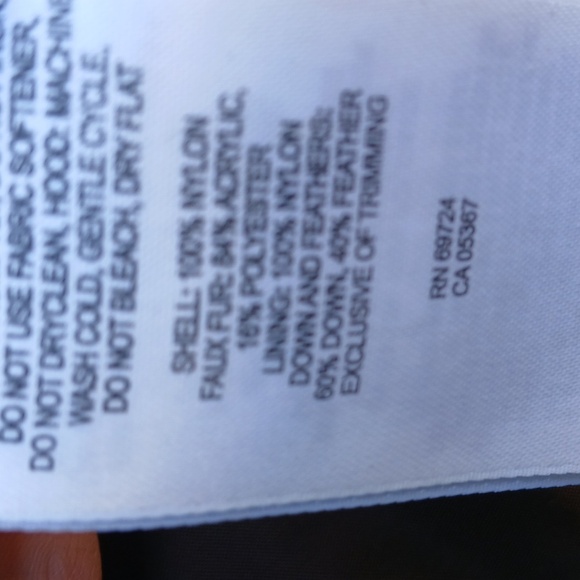 DO NOT USE FABRIC SOFTENER.
DO NOT DRYCLEAN. HOOD: MACHINE
WASH COLD, GENTLE CYCLE.
DO NOT BLEACH, DRY FLAT
SHELL: 100% NYLON
FAUX FUR: 84% ACRYLIC,
16% POLYESTER
LINING: 100% NYLON
DOWN AND FEATHERS:
60% DOWN, 40% FEATHER
EXCLUSIVE OF TRIMMING
RN 69724
CA 05367